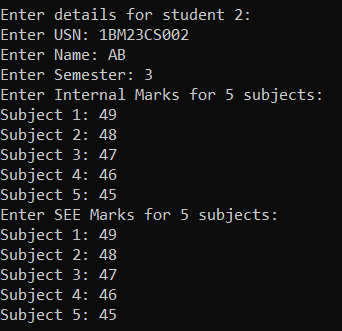 Enter details for student 2:
Enter USN: 1BM23CS002
Enter Name: AB
Enter Semester: 3
Enter Internal Marks for 5 subjects:
Subject 1: 49
Subject 2: 48
Subject 3: 47
Subject 4: 46
Subject 5: 45
Enter SEE Marks for 5 subjects:
Subject 1: 49
Subject 2: 48
Subject 3: 47
Subject 4: 46
Subject 5: 45